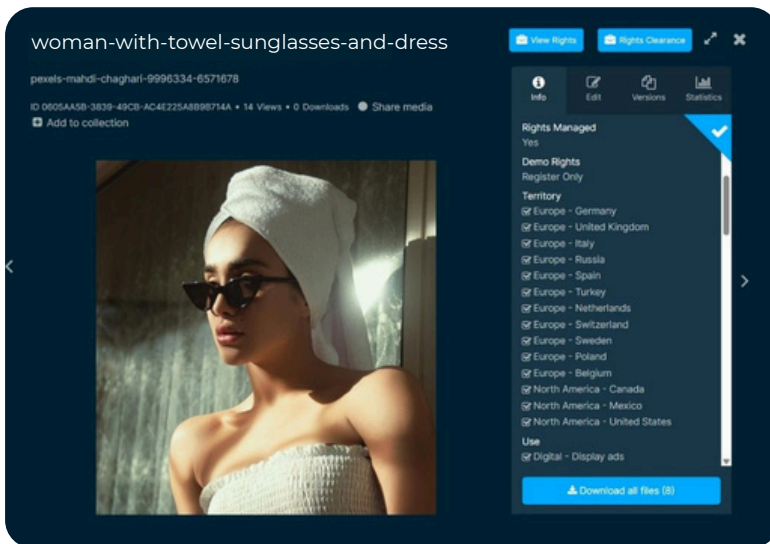 woman-with-towel-sunglasses-and-dress
View Rights
Rights Clearance
pexels-mahdi-chaghari-9996334-6571678
ID 0605AA5B-3839-49CB-AC4E225A8B98714A • 14 Views • 0 Downloads Share media
Add to collection
Info
Edit
Versions
Statistics
Rights Managed
Yes
Demo Rights
Register Only
Territory
Europe - Germany
Europe - United Kingdom
Europe - Italy
Europe - Russia
Europe - Spain
Europe - Turkey
Europe - Netherlands
Europe - Switzerland
Europe - Sweden
Europe - Poland
Europe - Belgium
North America - Canada
North America - Mexico
North America - United States
Use
Digital - Display ads
Download all files (8)